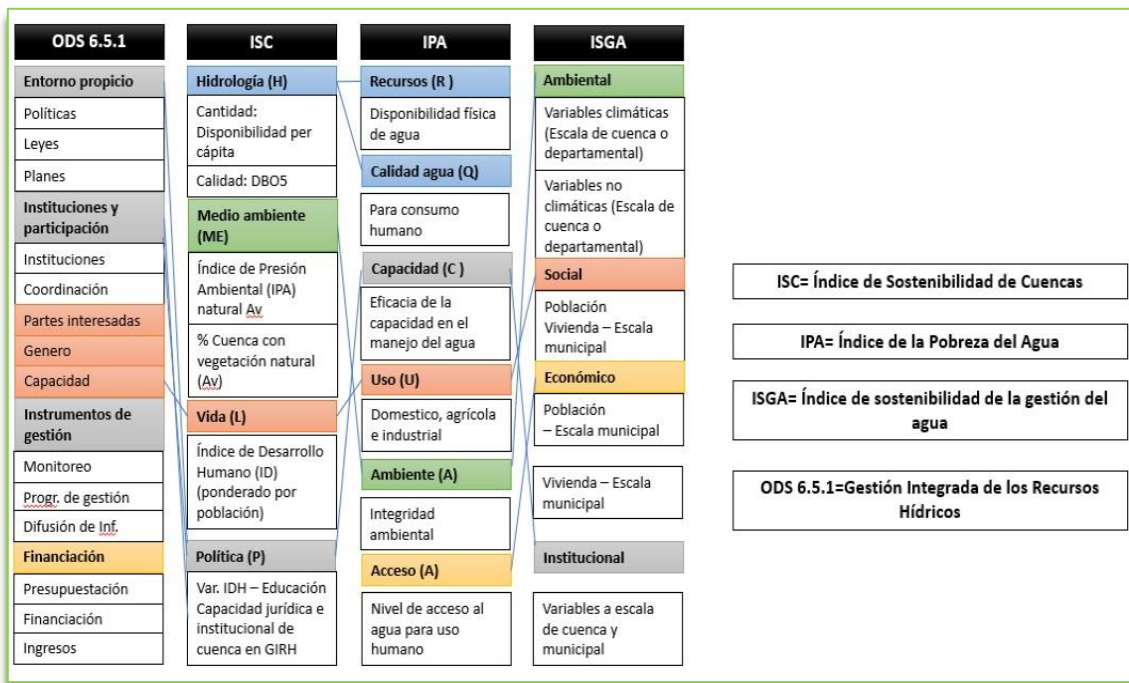 ODS 6.5.1
Entorno propicio
Políticas
Leyes
Planes
Instituciones y
participación
Instituciones
Coordinación
Partes interesadas
Genero
Capacidad
Instrumentos de
gestión
Monitoreo
Progr. de gestión
Difusión de Inf.
Financiación
Presupuestación
Financiación
Ingresos
ISC
Hidrología (H)
Cantidad:
Disponibilidad per
cápita
Calidad: DBO5
Medio ambiente
(ME)
Índice de Presión
Ambiental (IPA)
natural Av
% Cuenca con
vegetación natural
(Av)
Vida (L)
Índice de Desarrollo
Humano (ID)
(ponderado por
población)
Política (P)
Var. IDH – Educación
Capacidad jurídica e
institucional de
cuenca en GIRH
IPA
Recursos (R )
Disponibilidad física
de agua
Calidad agua (Q)
Para consumo
humano
Capacidad (C )
Eficacia de la
capacidad en el
manejo del agua
Uso (U)
Domestico, agrícola
e industrial
Ambiente (A)
Integridad
ambiental
Acceso (A)
Nivel de acceso al
agua para uso
humano
ISGA
Ambiental
Variables climáticas
(Escala de cuenca o
departamental)
Variables no
climáticas (Escala de
cuenca o
departamental)
Social
Población
Vivienda – Escala
municipal
Económico
Población
– Escala municipal
Vivienda – Escala
municipal
Institucional
Variables a escala
de cuenca y
municipal
ISC= Índice de Sostenibilidad de Cuencas
IPA= Índice de la Pobreza del Agua
ISGA= Índice de sostenibilidad de la gestión del
agua
ODS 6.5.1=Gestión Integrada de los Recursos
Hídricos